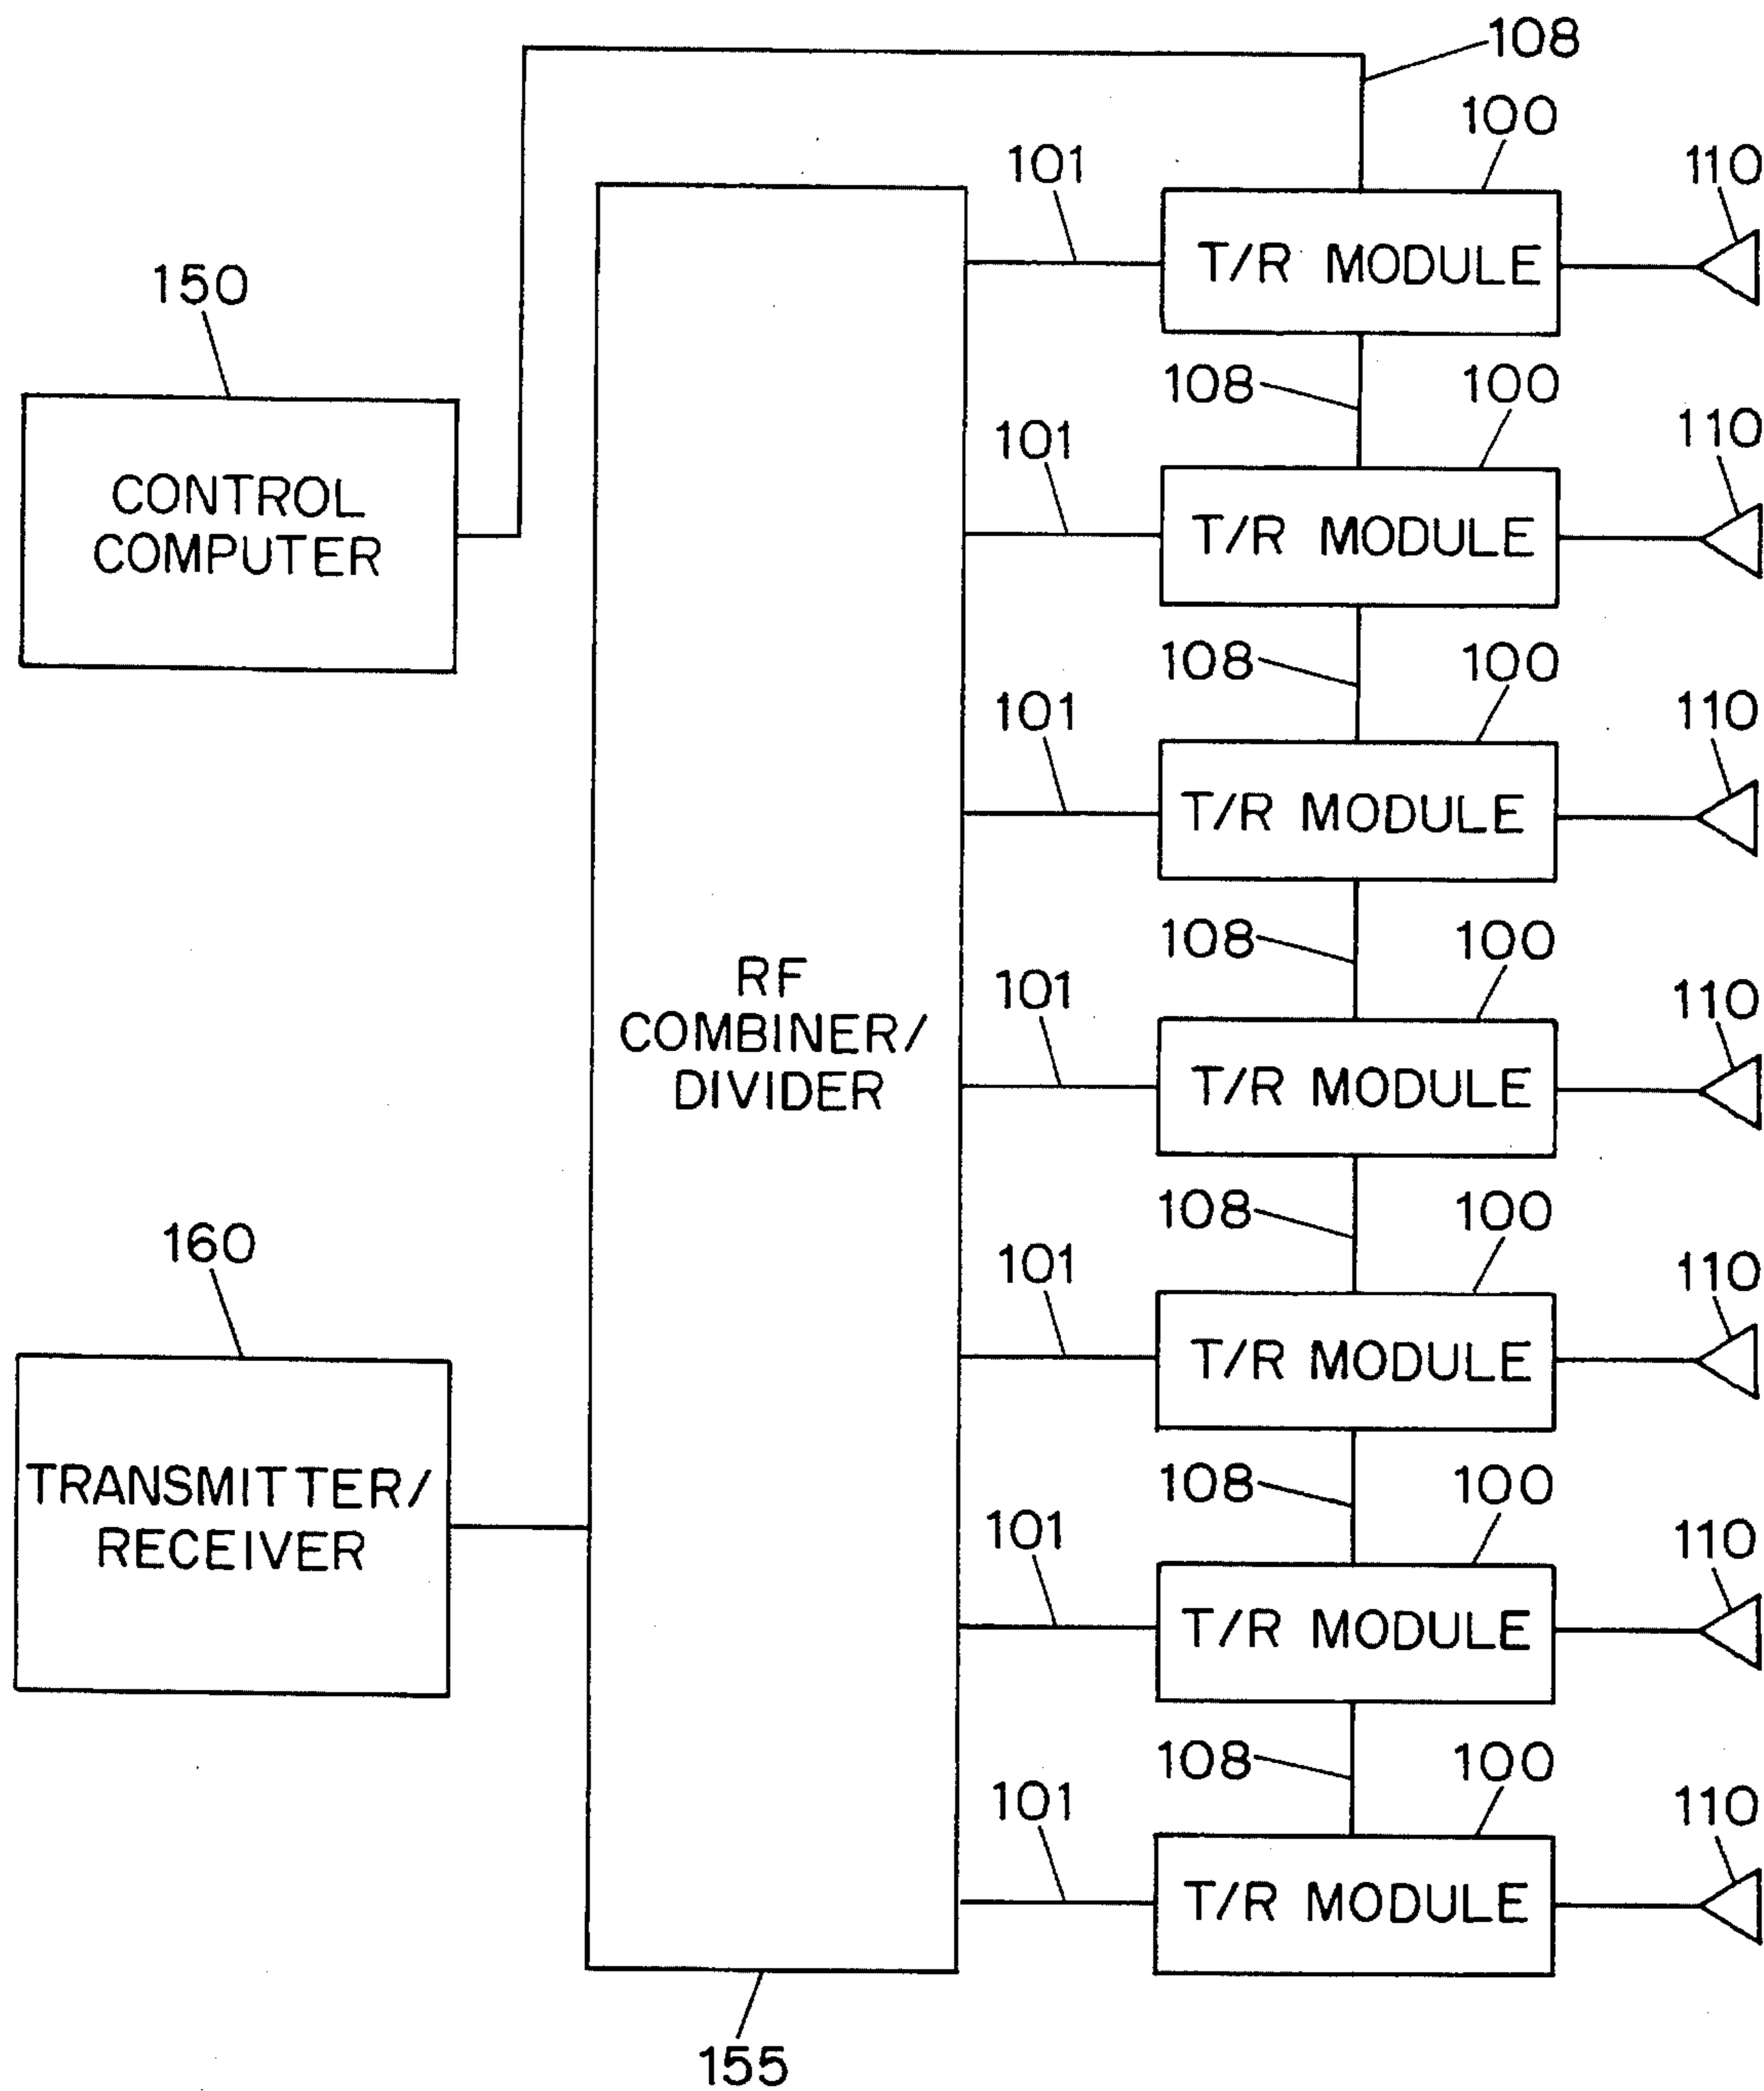 108
100
110
101
T/R MODULE
150
108
100
110
101
CONTROL
COMPUTER
T/R MODULE
108
100
110
101
T/R MODULE
108
100
110
101
RF
COMBINER/
DIVIDER
T/R MODULE
160
108
100
110
101
T/R MODULE
TRANSMITTER/
RECEIVER
108
100
110
101
T/R MODULE
108
100
110
101
T/R MODULE
155